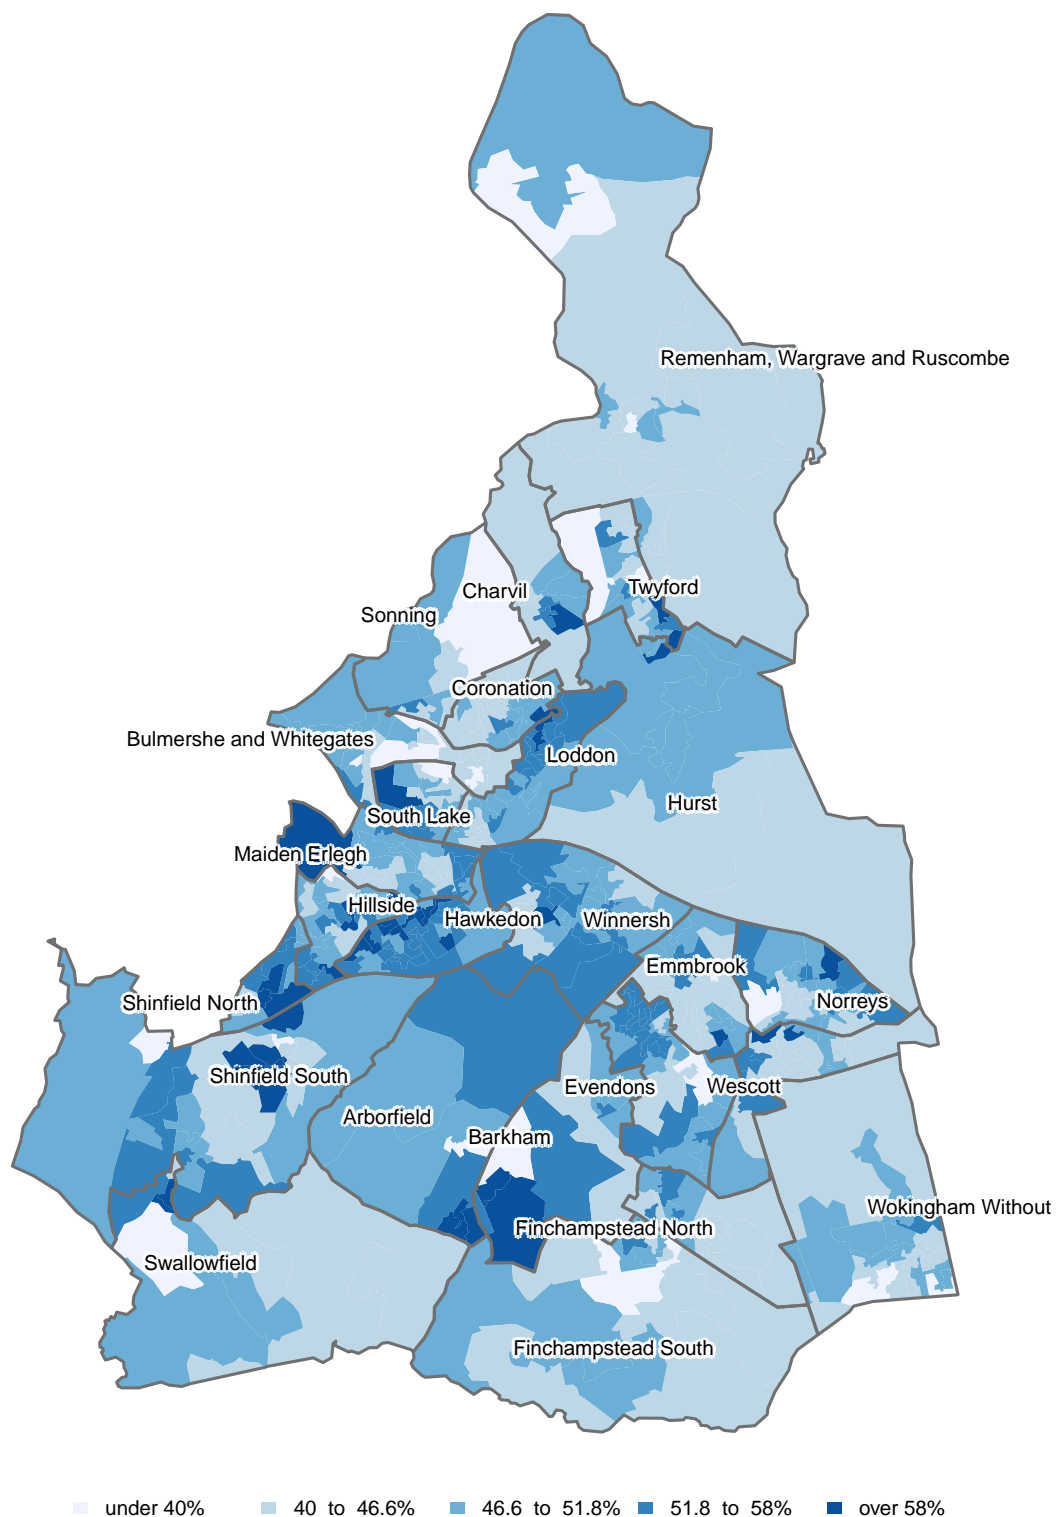 Remenham, Wargrave and Ruscombe
Twyford
Charvil
Sonning
Coronation
Bulmershe and Whitegates
Loddon
Hurst
South Lake
Maiden Erlegh
Hillside
Hawkedon
Winnersh
Emmbrook
Norreys
Shinfield North
Shinfield South
Evendons
Wescott
Arborfield
Barkham
Wokingham Without
Finchampstead North
Swallowfield
Finchampstead South
under 40% 40 to 46.6% 46.6 to 51.8% 51.8 to 58% over 58%